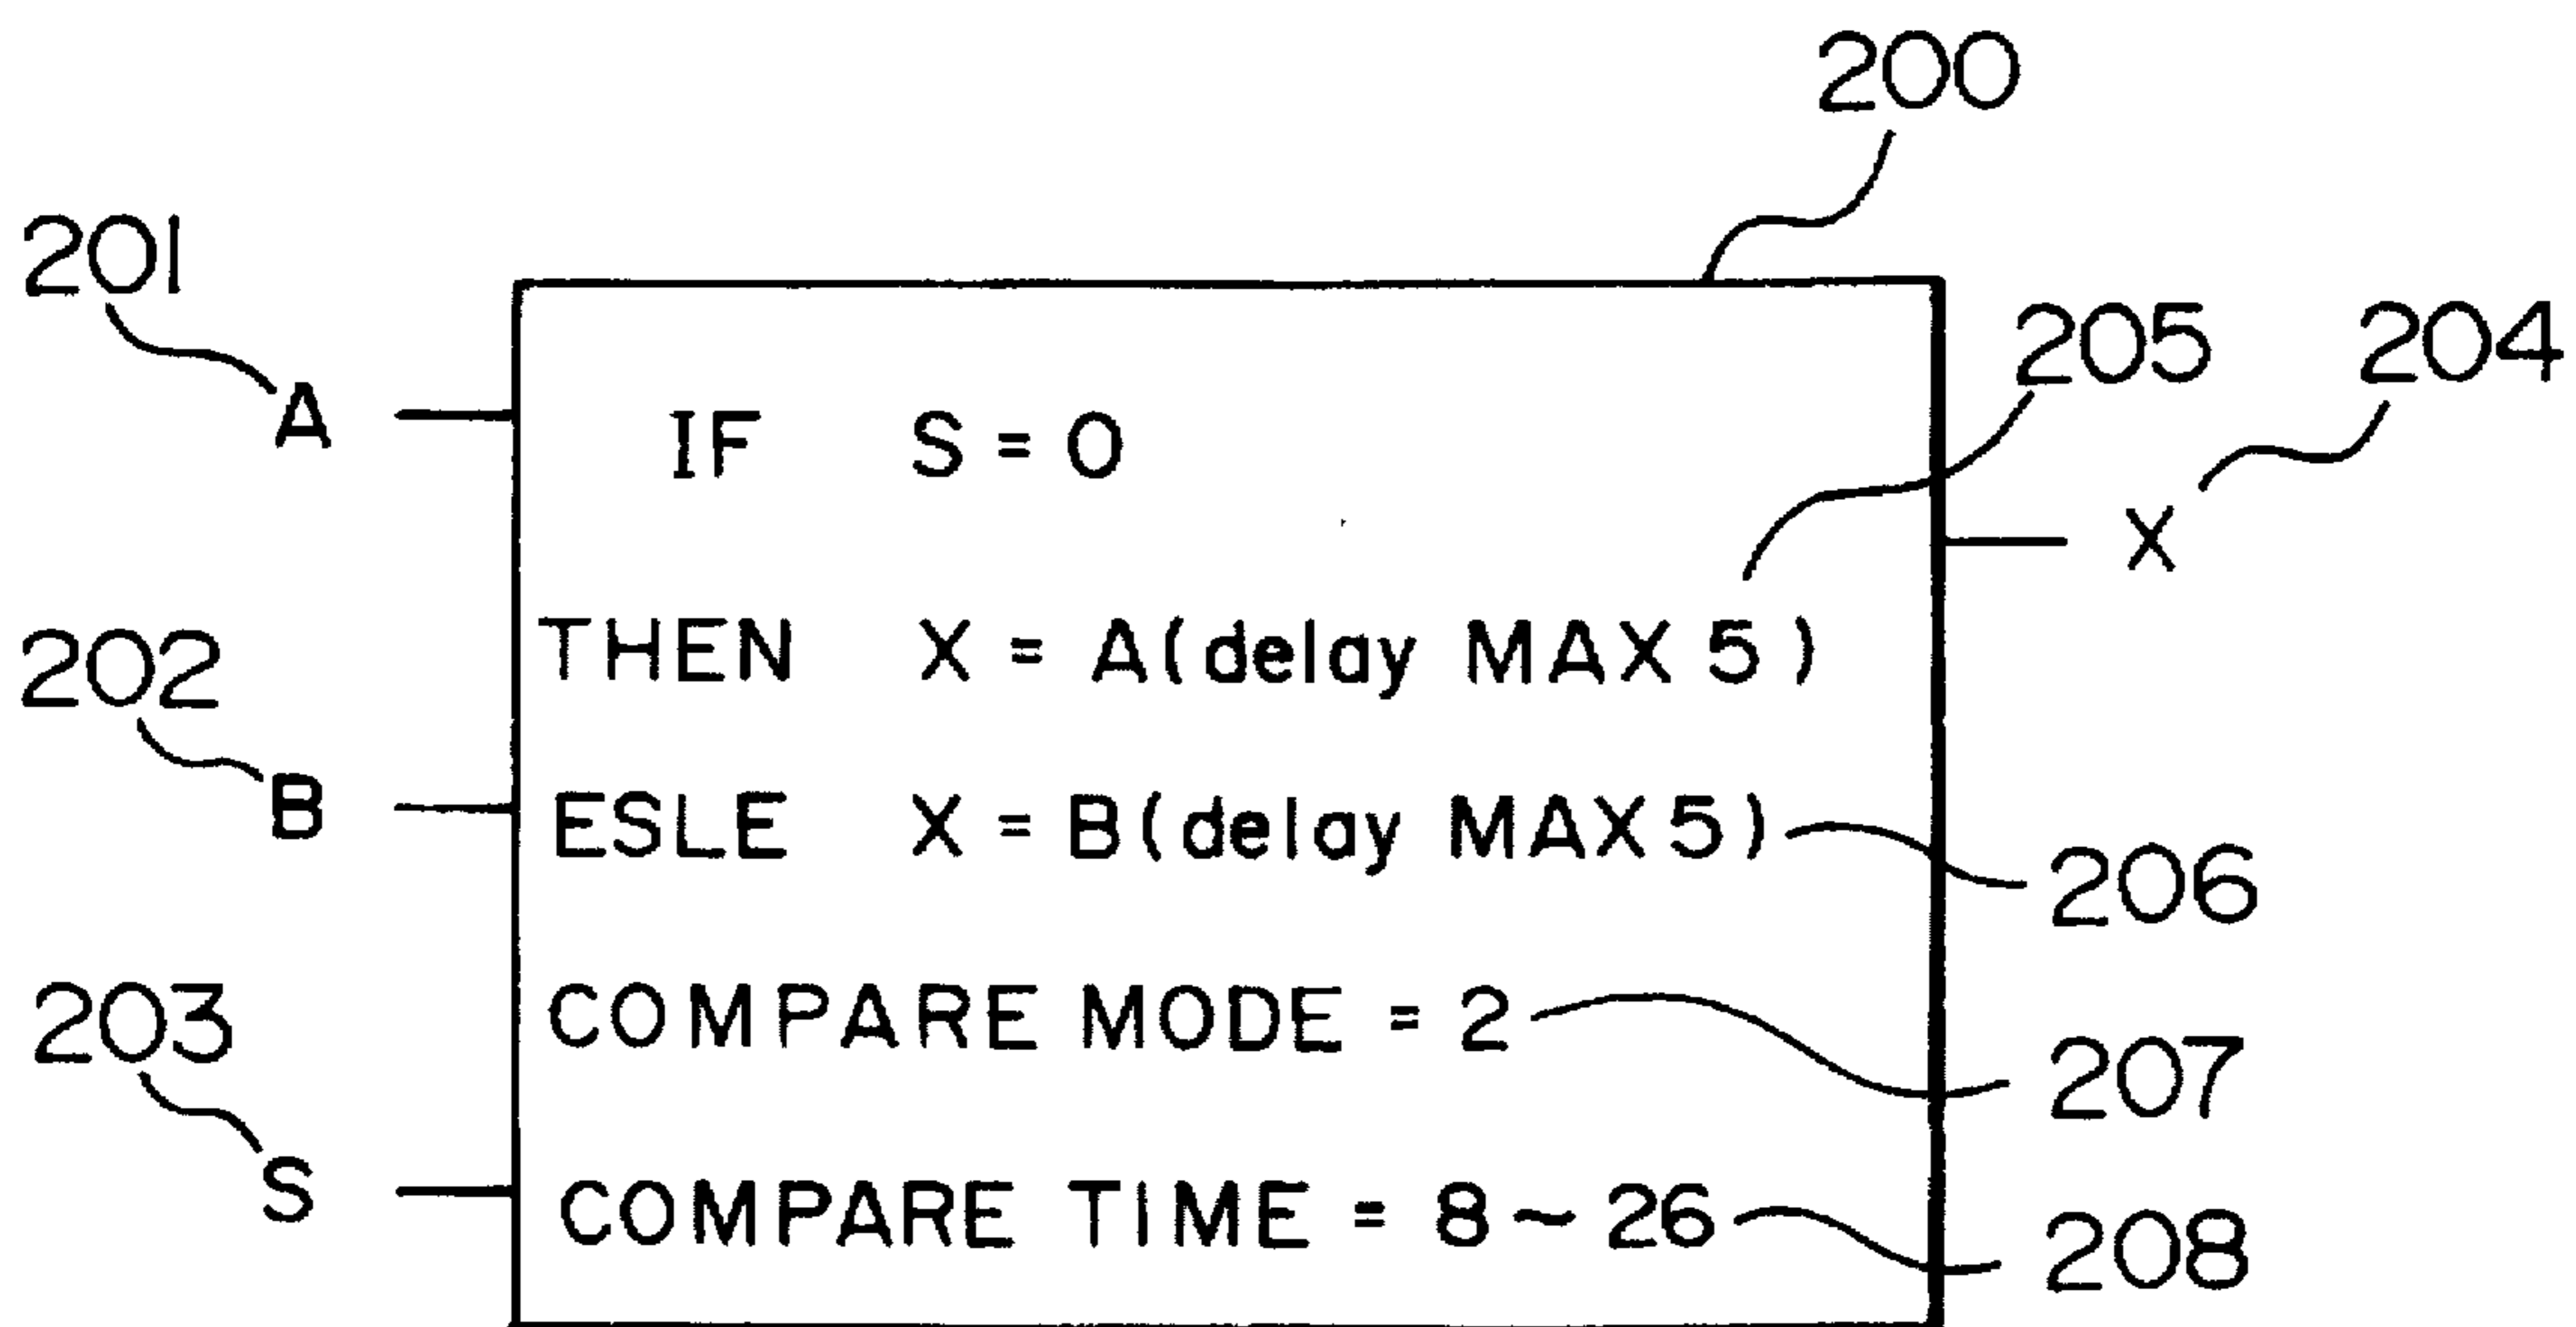 200
201
205
204
A
IF S = 0
X
THEN X = A(delay MAX 5)
202
B
ESLE X = B(delay MAX 5)
206
203
COMPARE MODE = 2
207
S
COMPARE TIME = 8 ~ 26
208